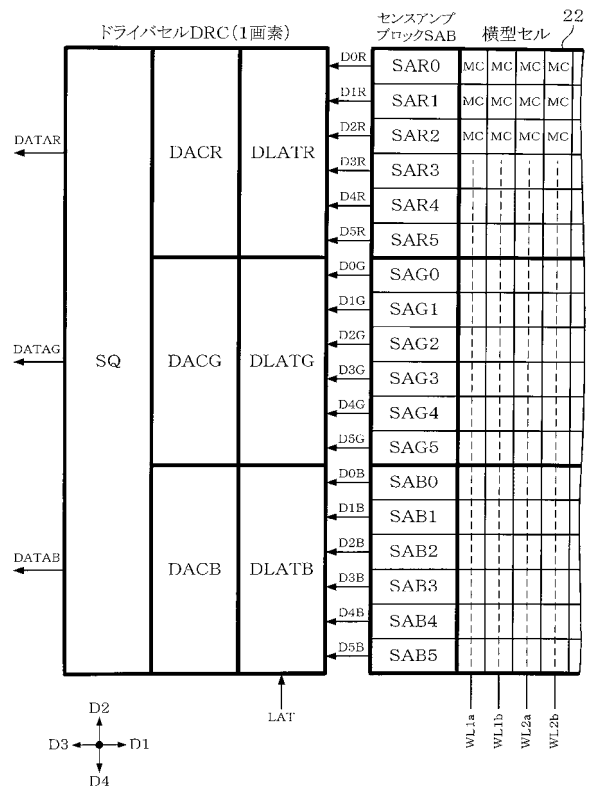 ドライバセルDRC(1画素)
センスアンプ
ブロックSAB
横型セル
22
D0R SAR0 MC MC MC MC
D1R SAR1 MC MC MC MC
D2R SAR2 MC MC MC MC
DATAR
DACR DLATR
D3R SAR3
D4R SAR4
D5R SAR5
D0G SAG0
D1G SAG1
D2G SAG2
DATAG
SQ DACG DLATG
D3G SAG3
D4G SAG4
D5G SAG5
D0B SAB0
D1B SAB1
D2B SAB2
DATAB
DACB DLATB
D3B SAB3
D4B SAB4
D5B SAB5
LAT
WL1a
WL1b
WL2a
WL2b
D2
D3 D1
D4